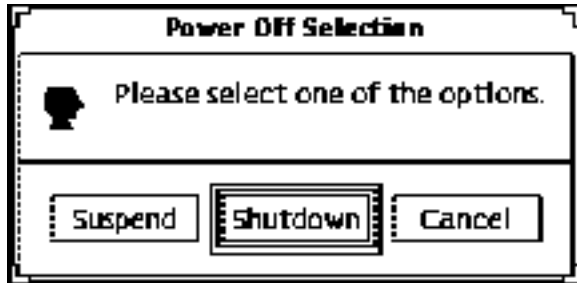 Power Off Selection
Please select one of the options.
Suspend Shutdown Cancel